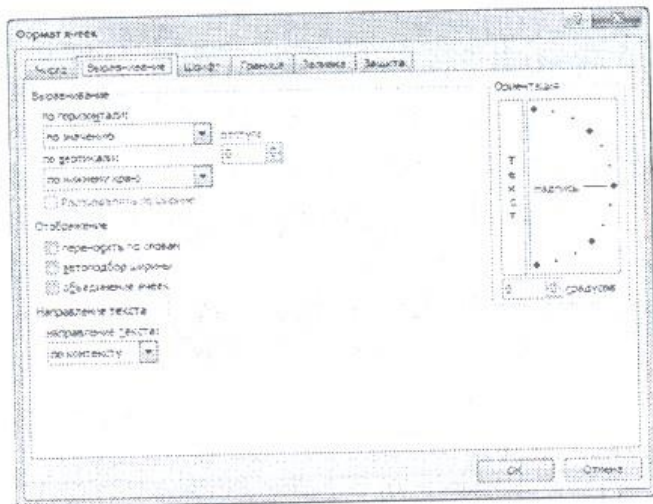 Формат ячеек
Число Выравнивание Шрифт Граница Заливка Защита
Выравнивание
по горизонтали:
по значению
отступ:
0
по вертикали:
по нижнему краю
Распределять по ширине
Отображение
переносить по словам
автоподбор ширины
объединение ячеек
Направление текста
направление текста:
по контексту
Ориентация
Текст
надпись
0 градусов
ОК Отмена